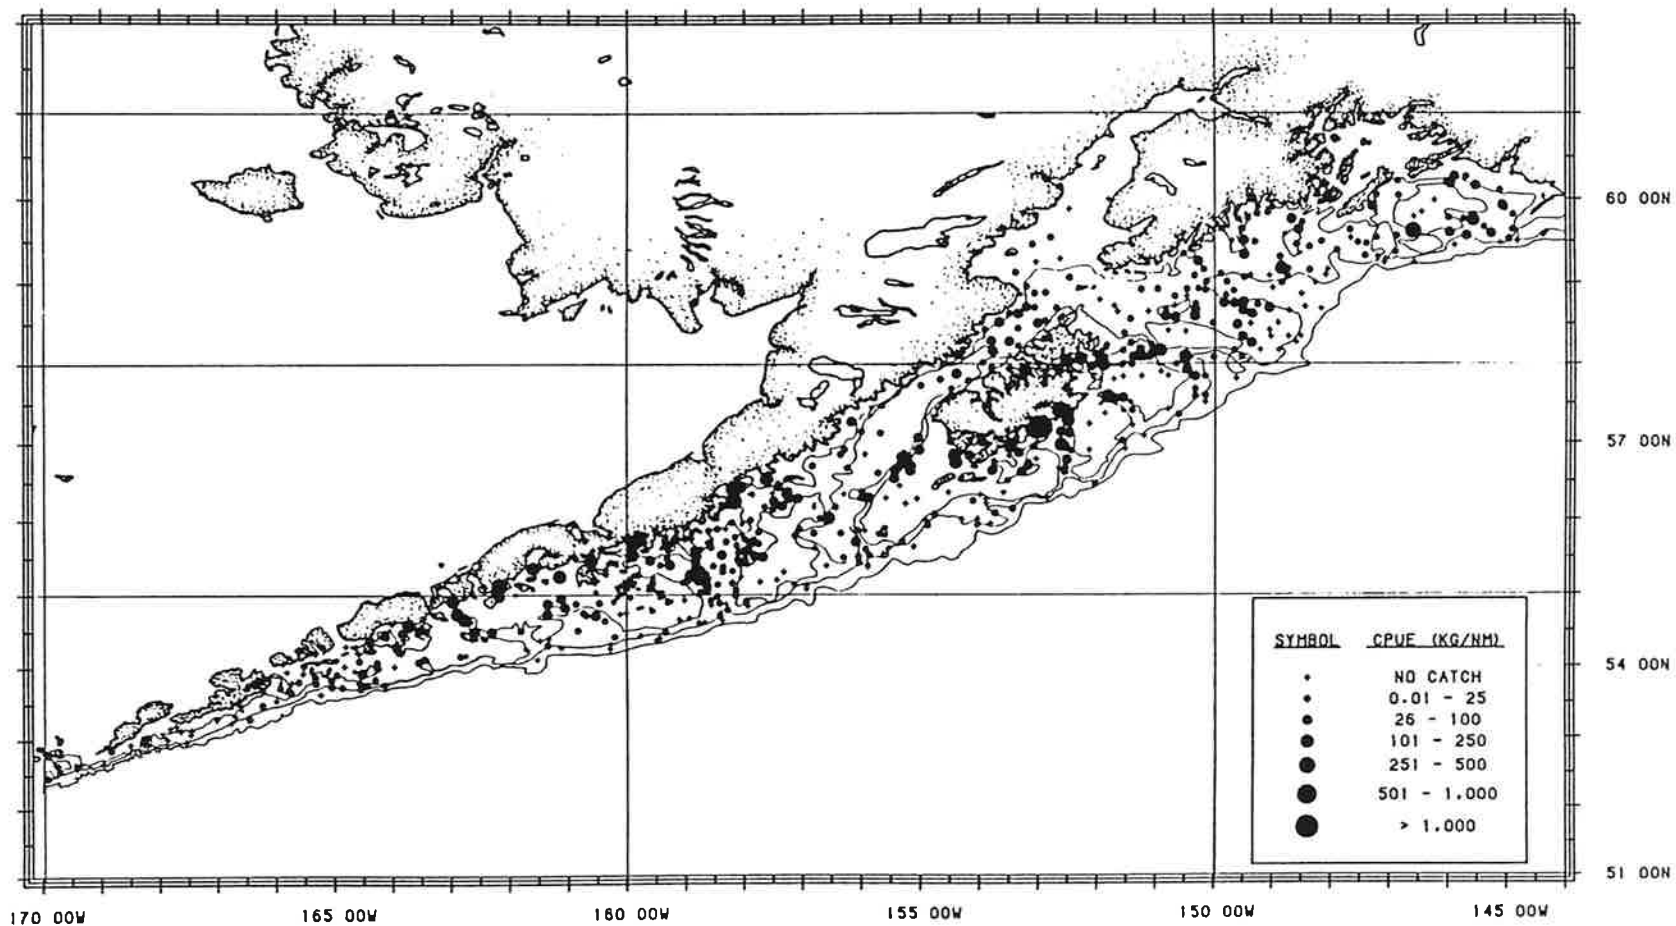 60 00N
57 00N
SYMBOL CPUE (KG/NM)
NO CATCH
0.01 - 25
26 - 100
101 - 250
251 - 500
501 - 1.000
> 1.000
54 00N
51 00N
170 00W 165 00W 160 00W 155 00W 150 00W 145 00W